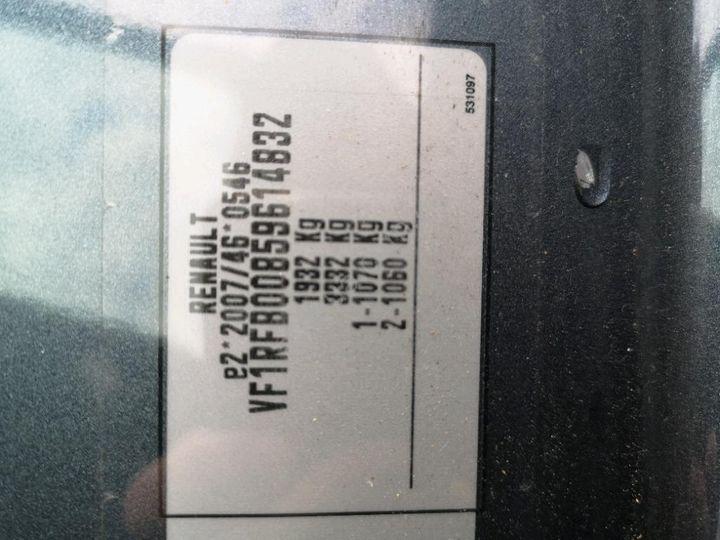 RENAULT
e2*2007/46*0546
VF1RFB00859614832
1932 Kg
3332 Kg
1-1070 Kg
2-1060 Kg
531097